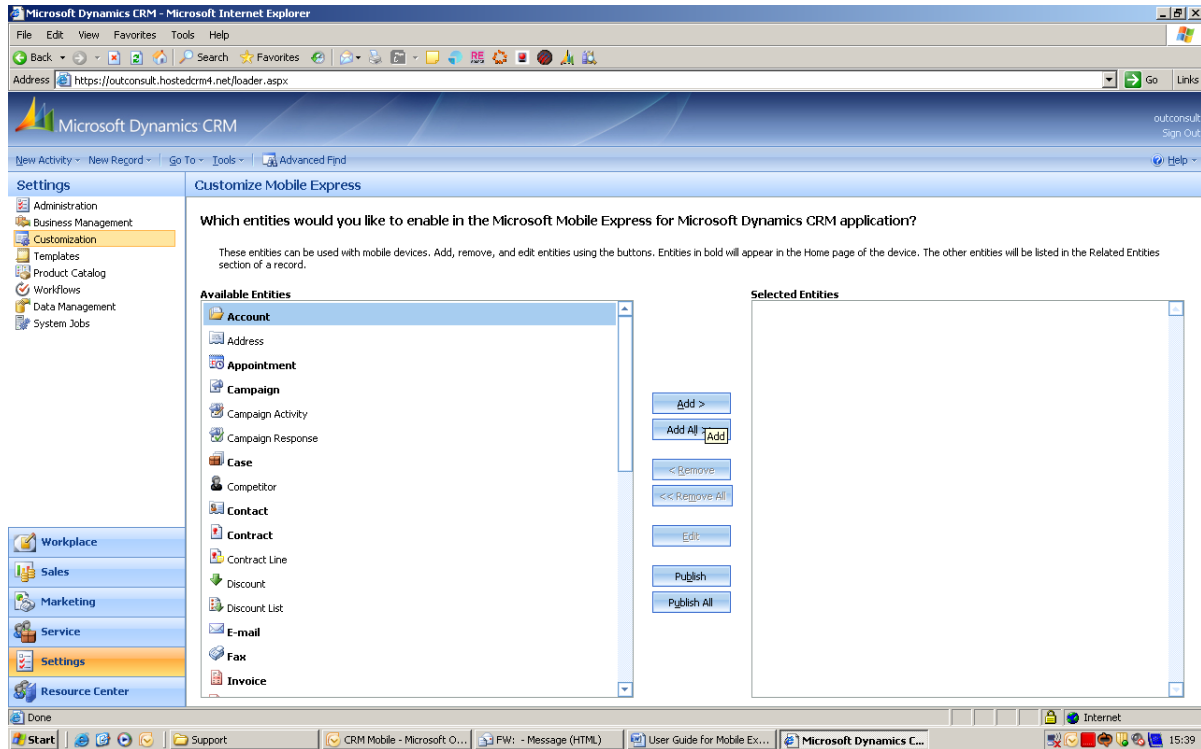 Microsoft Dynamics CRM - Microsoft Internet Explorer
File Edit View Favorites Tools Help
Back Search Favorites
Address https://outconsult.hostedcrm4.net/loader.aspx Go Links
Microsoft Dynamics CRM
outconsult
Sign Out
New Activity New Record Go To Tools Advanced Find Help
Settings
Administration
Business Management
Customization
Templates
Product Catalog
Workflows
Data Management
System Jobs
Workplace
Sales
Marketing
Service
Settings
Resource Center
Customize Mobile Express
Which entities would you like to enable in the Microsoft Mobile Express for Microsoft Dynamics CRM application?
These entities can be used with mobile devices. Add, remove, and edit entities using the buttons. Entities in bold will appear in the Home page of the device. The other entities will be listed in the Related Entities
section of a record.
Available Entities
Account
Address
Appointment
Campaign
Campaign Activity
Campaign Response
Case
Competitor
Contact
Contract
Contract Line
Discount
Discount List
E-mail
Fax
Invoice
Add >
Add All >
Add
< Remove
<< Remove All
Edit
Publish
Publish All
Selected Entities
Done Internet
Start Support CRM Mobile - Microsoft O... FW: - Message (HTML) User Guide for Mobile Ex... Microsoft Dynamics C... 15:39